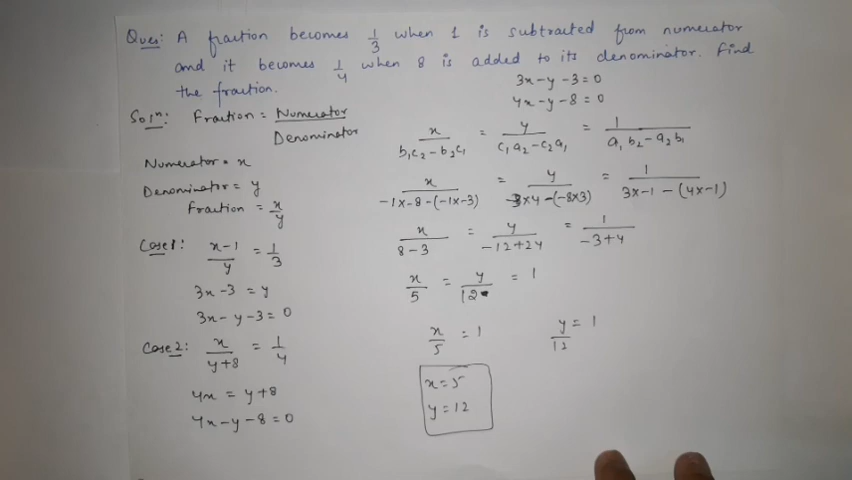 Ques: A fraction becomes 1/3 when 1 is subtracted from numerator
and it becomes 1/4 when 8 is added to its denominator. Find
the fraction.
Solⁿ: Fraction = Numerator/Denominator
Numerator = x
Denominator = y
Fraction = x/y
Case 1: (x-1)/y = 1/3
3x-3 = y
3x-y-3=0
Case 2: x/(y+8) = 1/4
4x = y+8
4x-y-8=0
3x-y-3=0
4x-y-8=0
x/(b₁c₂-b₂c₁) = y/(c₁a₂-c₂a₁) = 1/(a₁b₂-a₂b₁)
x/(-1x-8-(-1x-3)) = y/(-3x4-(-8x3)) = 1/(3x-1-(4x-1))
x/(8-3) = y/(-12+24) = 1/(-3+4)
x/5 = y/12 = 1
x/5 = 1 y/12 = 1
x=5
y=12